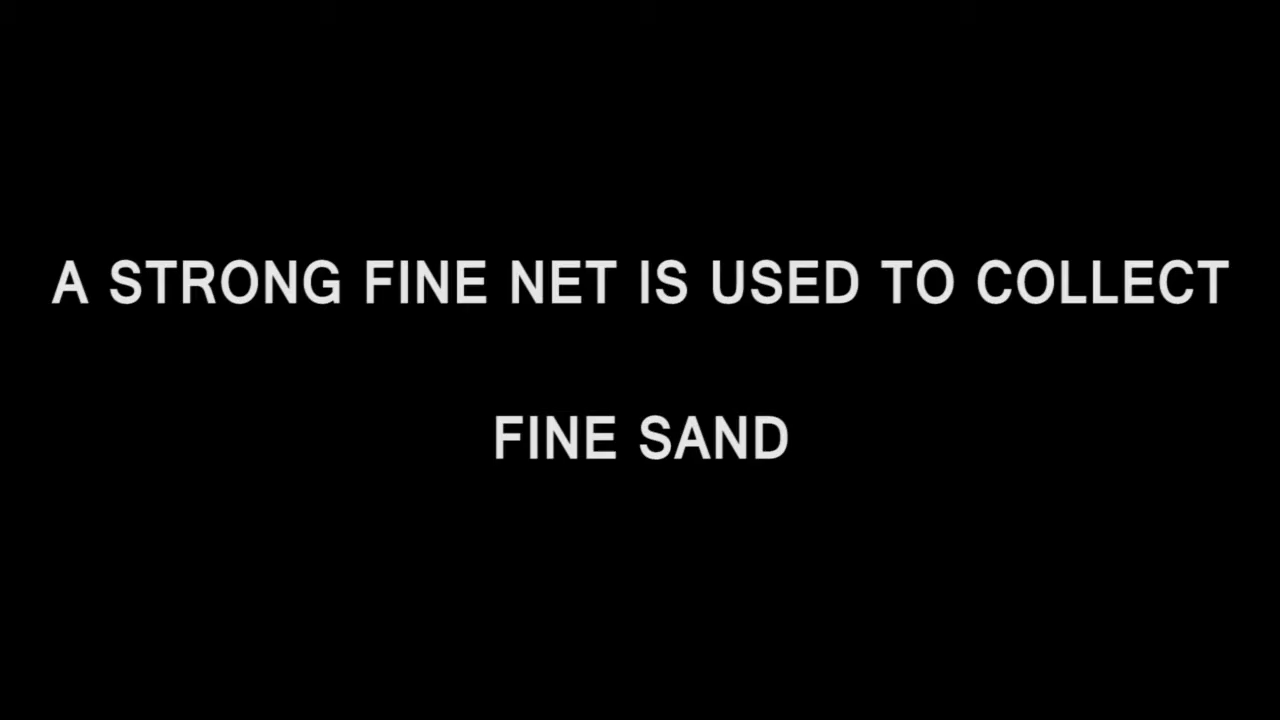 A STRONG FINE NET IS USED TO COLLECT
FINE SAND